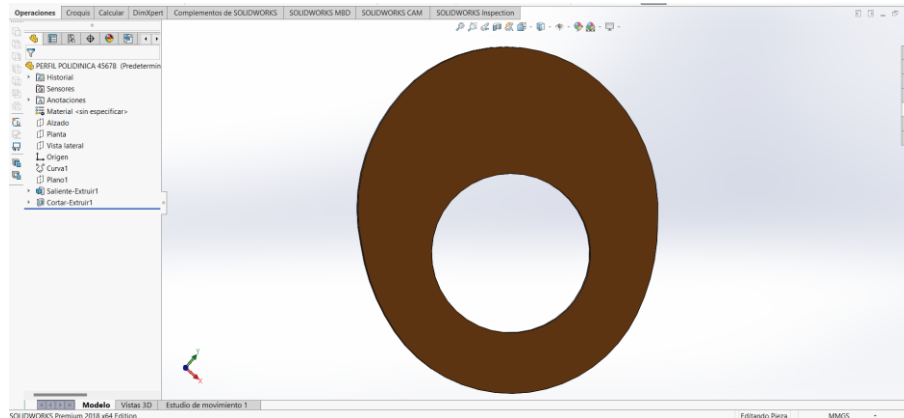 Operaciones Croquis Calcular DimXpert Complementos de SOLIDWORKS SOLIDWORKS MBD SOLIDWORKS CAM SOLIDWORKS Inspection
PERFIL POLIDINICA 45678 (Predetermin
Historial
Sensores
Anotaciones
Material <sin especificar>
Alzado
Planta
Vista lateral
Origen
Curva1
Plano1
Saliente-Extruir1
Cortar-Extruir1
Y
X
Modelo Vistas 3D Estudio de movimiento 1
SOLIDWORKS Premium 2018 x64 Edition Editando Pieza MMGS